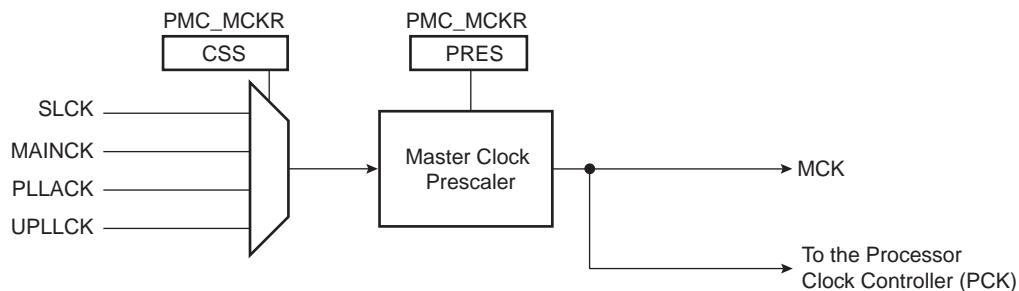 PMC_MCKR
PMC_MCKR
CSS
PRES
SLCK
MAINCK
PLLACK
UPLLCK
Master Clock
Prescaler
MCK
To the Processor
Clock Controller (PCK)